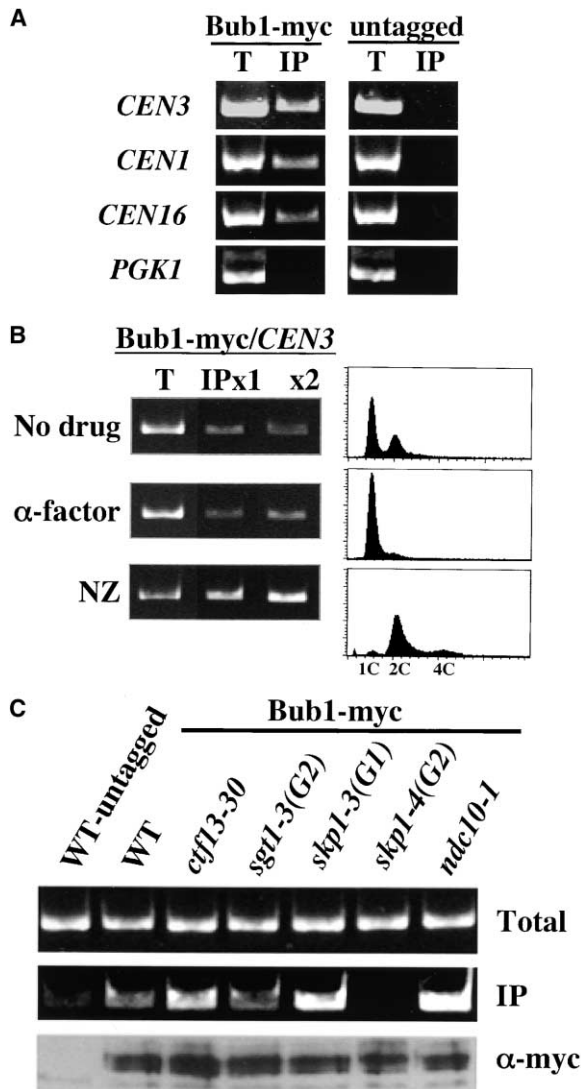 A
Bub1-myc untagged
T IP T IP
CEN3
CEN1
CEN16
PGK1
B
Bub1-myc/CEN3
T IPx1 x2
No drug
α-factor
NZ
1C 2C 4C
C
Bub1-myc
WT-untagged
WT
ctf13-30
sgt1-3(G2)
skp1-3(G1)
skp1-4(G2)
ndc10-1
Total
IP
α-myc